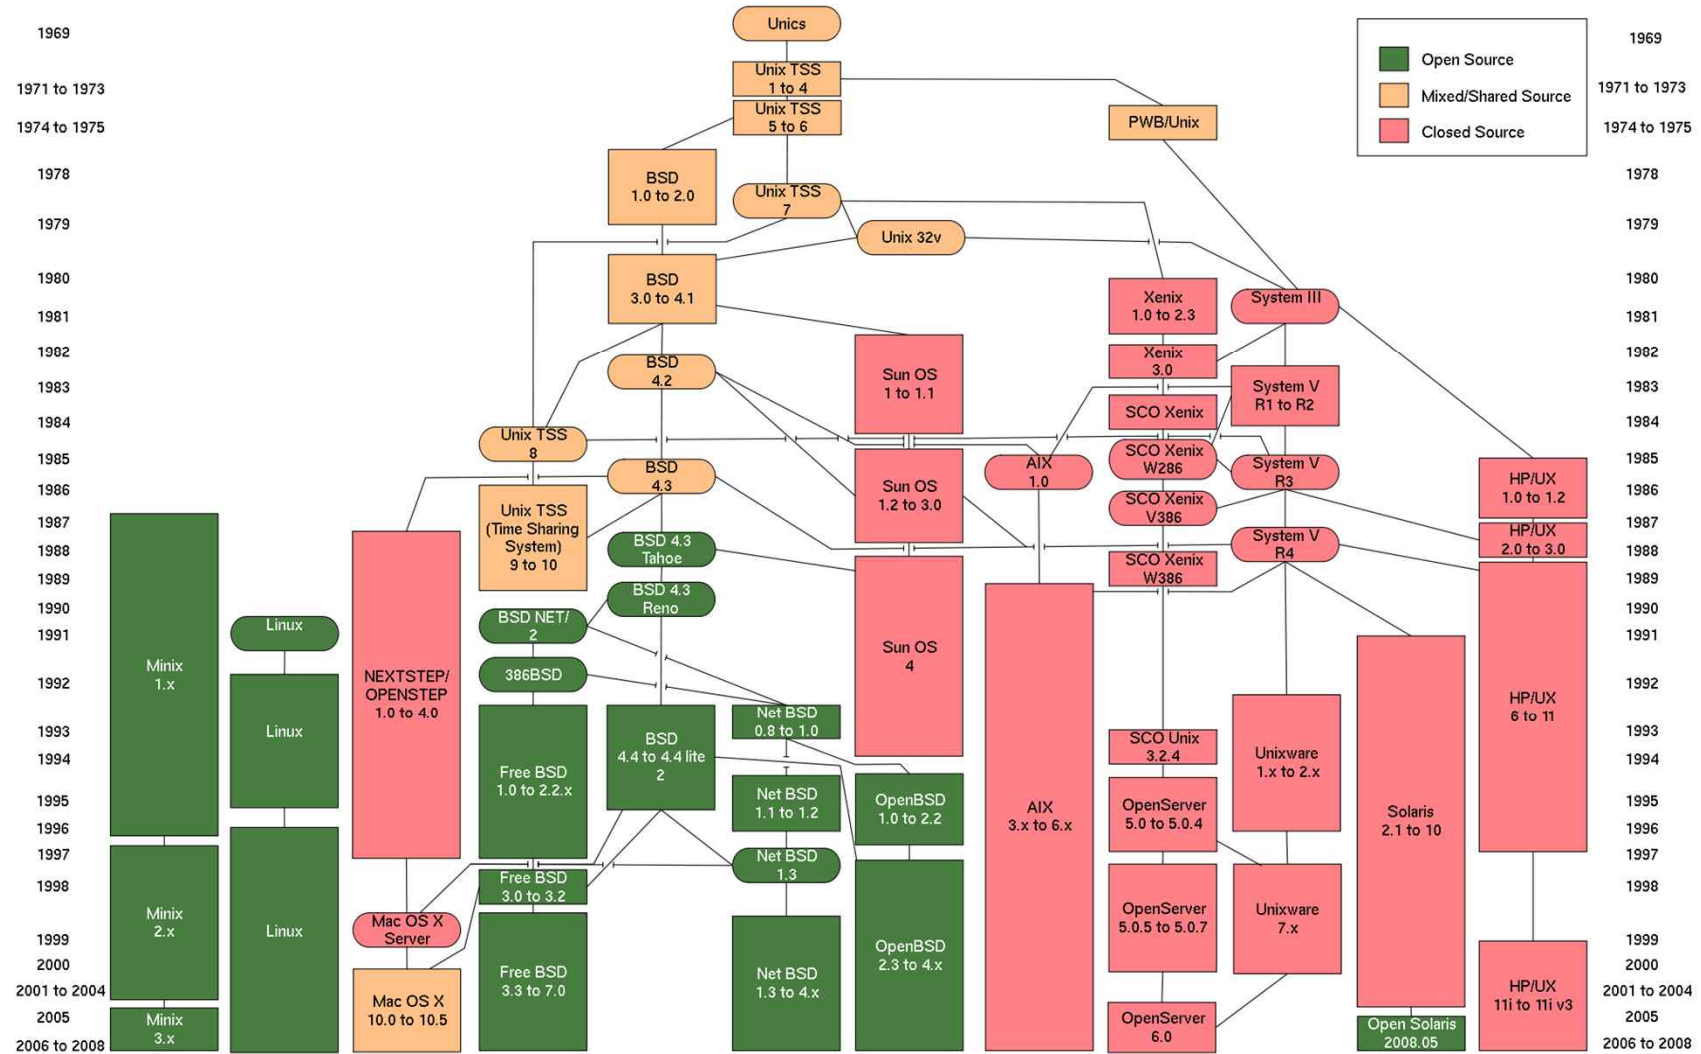 1969
1971 to 1973
1974 to 1975
1978
1979
1980
1981
1982
1983
1984
1985
1986
1987
1988
1989
1990
1991
1992
1993
1994
1995
1996
1997
1998
1999
2000
2001 to 2004
2005
2006 to 2008
Unics
Unix TSS
1 to 4
Unix TSS
5 to 6
PWB/Unix
BSD
1.0 to 2.0
Unix TSS
7
Unix 32v
BSD
3.0 to 4.1
Xenix
1.0 to 2.3
System III
Xenix
3.0
BSD
4.2
Sun OS
1 to 1.1
System V
R1 to R2
SCO Xenix
Unix TSS
8
SCO Xenix
W286
BSD
4.3
AIX
1.0
System V
R3
HP/UX
1.0 to 1.2
Sun OS
1.2 to 3.0
Unix TSS
(Time Sharing
System)
9 to 10
SCO Xenix
V386
HP/UX
2.0 to 3.0
BSD 4.3
Tahoe
System V
R4
SCO Xenix
W386
BSD 4.3
Reno
BSD NET/
2
Linux
Minix
1.x
Sun OS
4
386BSD
NEXTSTEP/
OPENSTEP
1.0 to 4.0
HP/UX
6 to 11
Linux
Net BSD
0.8 to 1.0
BSD
4.4 to 4.4 lite
2
SCO Unix
3.2.4
Unixware
1.x to 2.x
Free BSD
1.0 to 2.2.x
Net BSD
1.1 to 1.2
OpenBSD
1.0 to 2.2
AIX
3.x to 6.x
OpenServer
5.0 to 5.0.4
Solaris
2.1 to 10
Net BSD
1.3
Free BSD
3.0 to 3.2
Minix
2.x
Linux
Mac OS X
Server
OpenServer
5.0.5 to 5.0.7
Unixware
7.x
OpenBSD
2.3 to 4.x
Free BSD
3.3 to 7.0
Net BSD
1.3 to 4.x
HP/UX
11i to 11i v3
Mac OS X
10.0 to 10.5
Minix
3.x
OpenServer
6.0
Open Solaris
2008.05
Open Source
Mixed/Shared Source
Closed Source
1969
1971 to 1973
1974 to 1975
1978
1979
1980
1981
1982
1983
1984
1985
1986
1987
1988
1989
1990
1991
1992
1993
1994
1995
1996
1997
1998
1999
2000
2001 to 2004
2005
2006 to 2008